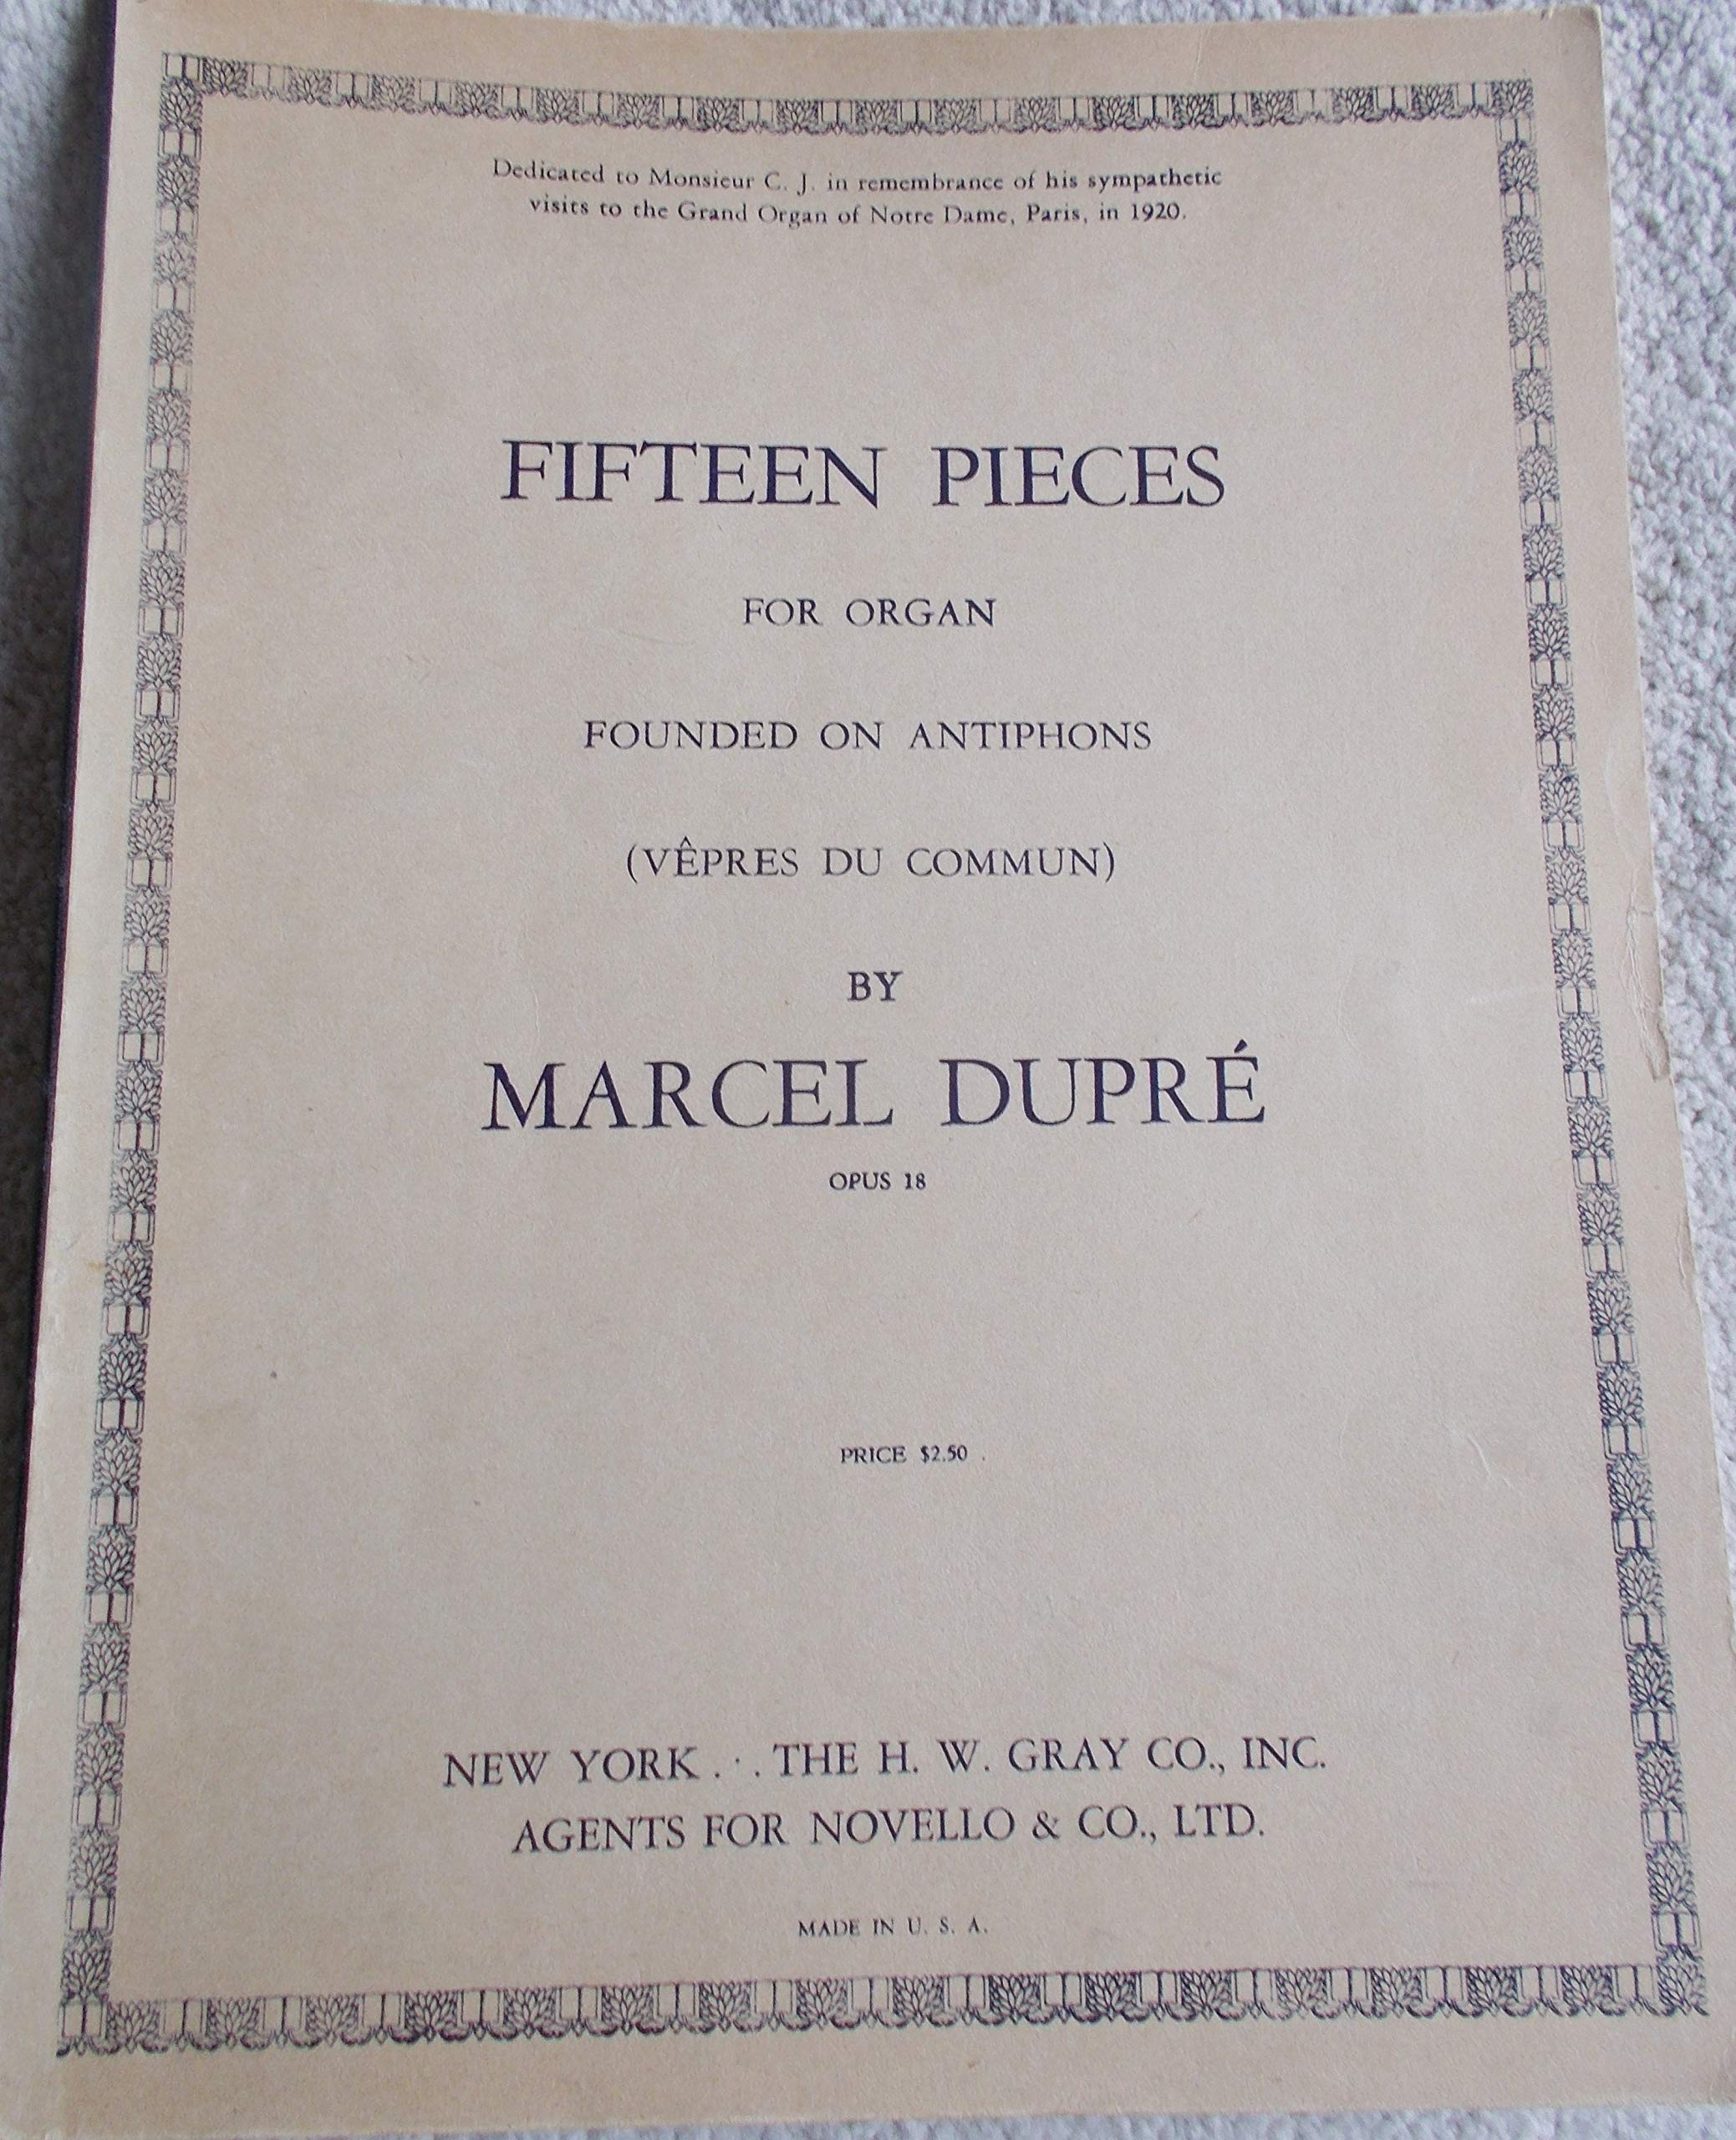 Dedicated to Monsieur C. J. in remembrance of his sympathetic
visits to the Grand Organ of Notre Dame, Paris, in 1920.
FIFTEEN PIECES
FOR ORGAN
FOUNDED ON ANTIPHONS
(VÊPRES DU COMMUN)
BY
MARCEL DUPRÉ
OPUS 18
PRICE $2.50
NEW YORK . · . THE H. W. GRAY CO., INC.
AGENTS FOR NOVELLO & CO., LTD.
MADE IN U. S. A.